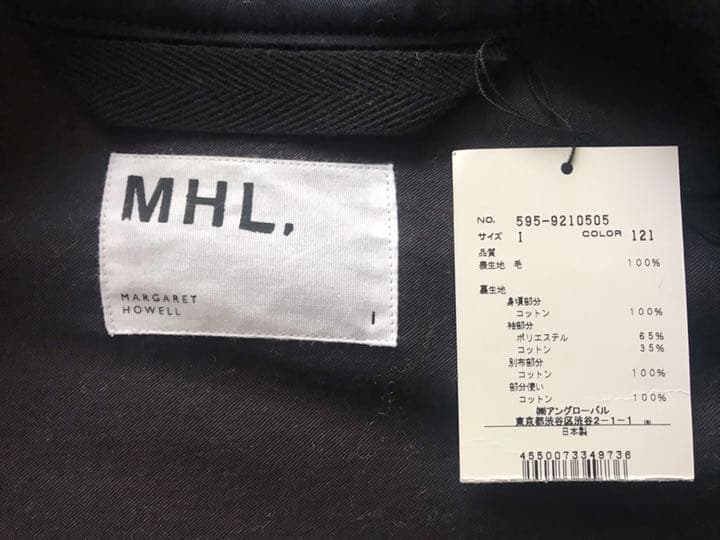 MHL.
MARGARET
HOWELL
I
NO. 595-9210505
サイズ I COLOR 121
品質
表生地 毛 100%
裏生地
身頃部分
コットン 100%
袖部分
ポリエステル 65%
コットン 35%
別布部分
コットン 100%
部分使い
コットン 100%
㈱アングローバル
東京都渋谷区渋谷2-1-1
日本製
4550073349736